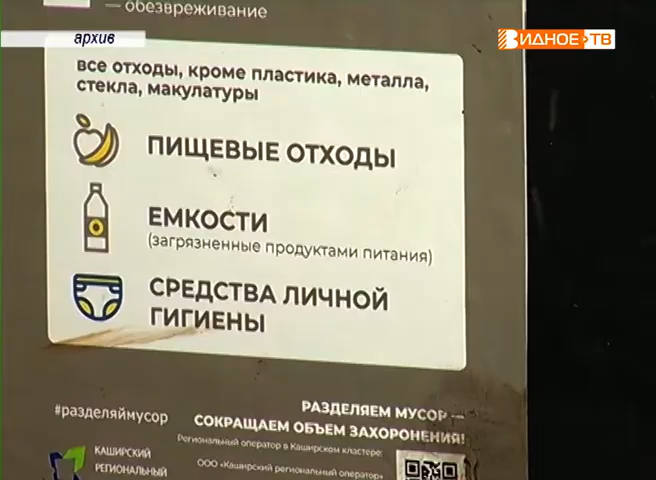 — обезвреживание
архив
ВИДНОЕ-ТВ
все отходы, кроме пластика, металла,
стекла, макулатуры
ПИЩЕВЫЕ ОТХОДЫ
ЕМКОСТИ
(загрязненные продуктами питания)
СРЕДСТВА ЛИЧНОЙ
ГИГИЕНЫ
#разделяймусор
РАЗДЕЛЯЕМ МУСОР —
СОКРАЩАЕМ ОБЪЕМ ЗАХОРОНЕНИЯ!
Региональный оператор в Каширском кластере:
ООО «Каширский региональный оператор»
КАШИРСКИЙ
РЕГИОНАЛЬНЫЙ